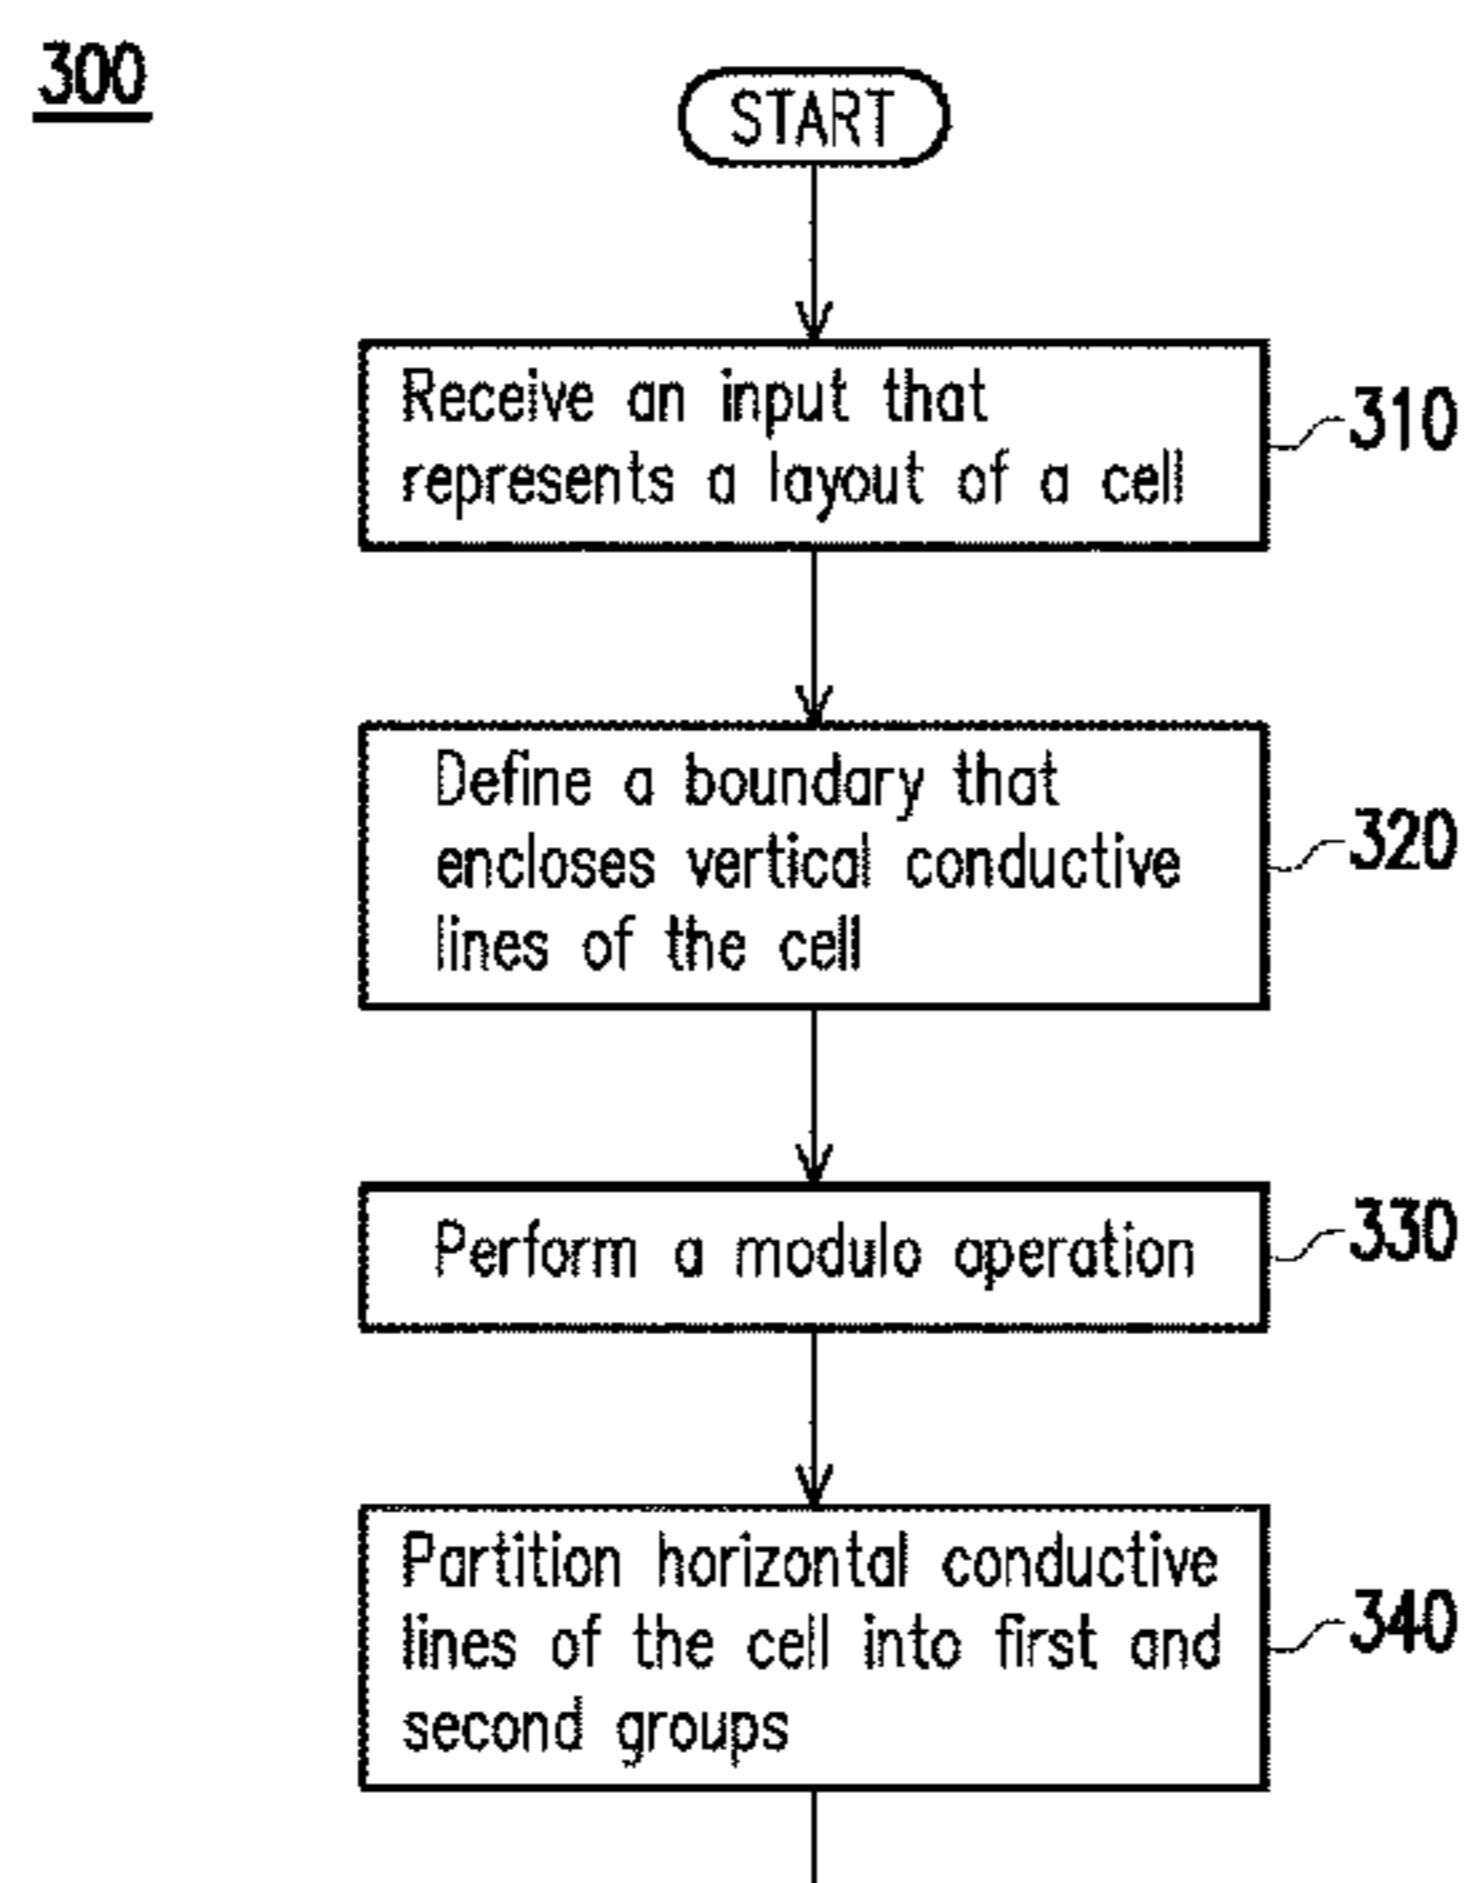 300
START
Receive an input that
represents a layout of a cell
310
Define a boundary that
encloses vertical conductive
lines of the cell
320
Perform a modulo operation
330
Partition horizontal conductive
lines of the cell into first and
second groups
340